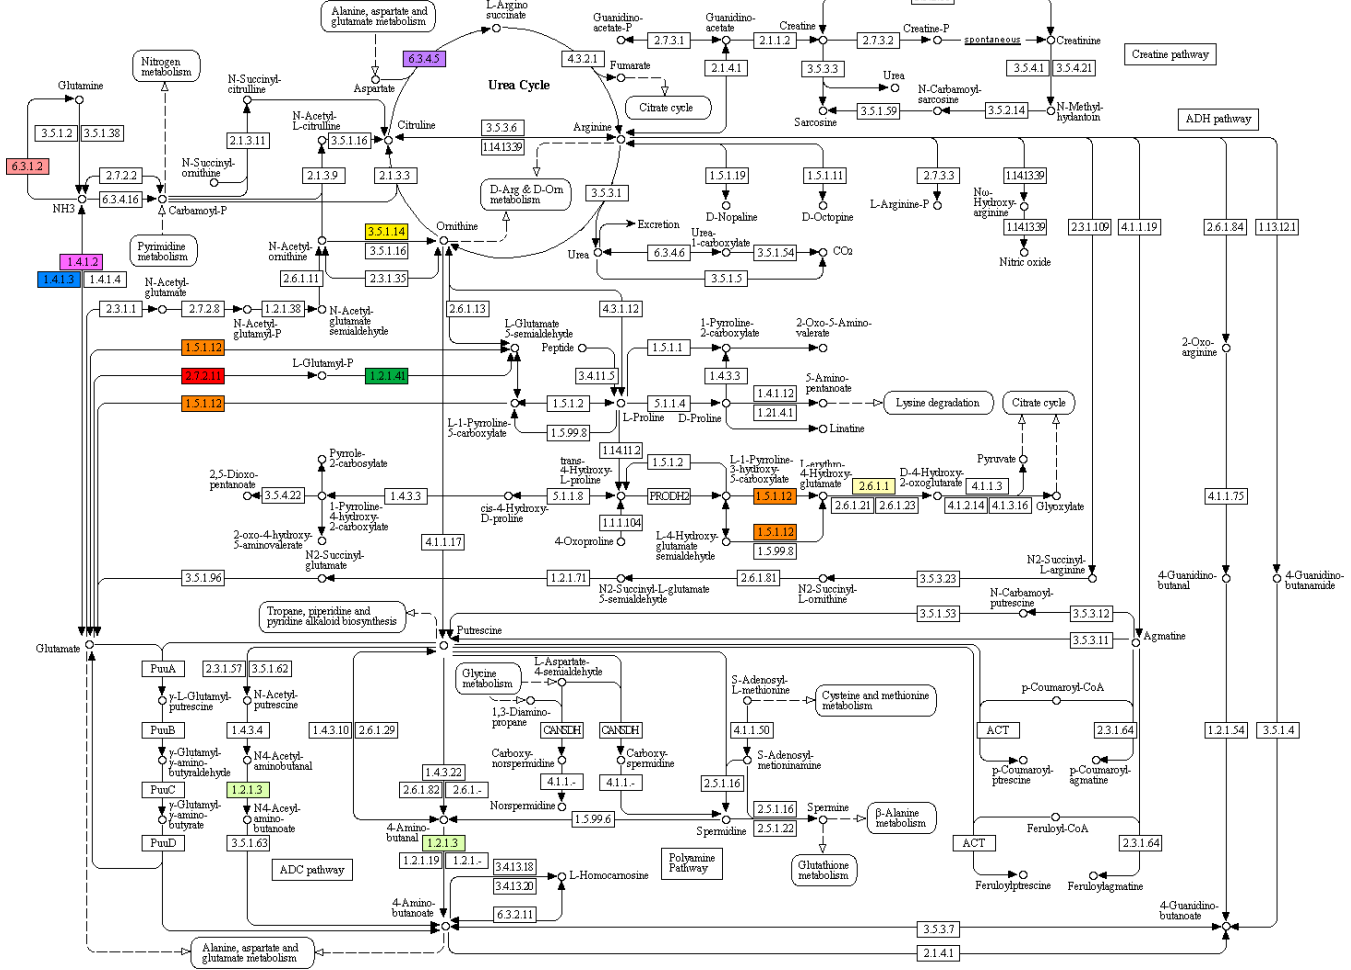 Alanine, aspartate and
glutamate metabolism
L-Argino
succinate
Guanidino-
acetate-P
Guanidino
acetate
Creatine
Creatine-P
spontaneous
Creatinine
2.7.3.1
2.1.1.2
2.7.3.2
6.3.4.5
4.3.2.1
2.1.4.1
3.5.3.3
3.5.4.1
3.5.4.21
Creatine pathway
Nitrogen
metabolism
Urea Cycle
Fumarate
Citrate cycle
Urea
Glutamine
N-Succinyl-
citrulline
Aspartate
N-Carbamoyl-
sarcosine
N-Methyl-
hydantoin
Sarcosine
3.5.1.59
3.5.2.14
N-Acetyl-
L-citrulline
Citruline
3.5.3.6
1.14.13.39
Arginine
ADH pathway
3.5.1.2
3.5.1.38
2.1.3.11
3.5.1.16
6.3.1.2
N-Succinyl-
ornithine
2.7.2.2
6.3.4.16
NH3
Carbamoyl-P
2.1.3.9
2.1.3.3
D-Arg & D-Orn
metabolism
3.5.3.1
1.5.1.19
1.5.1.11
2.7.3.3
1.14.13.39
D-Nopaline
D-Octopine
L-Arginine-P
Nω-
Hydroxy-
arginine
1.14.13.39
Nitric oxide
2.3.1.109
4.1.1.19
2.6.1.84
1.13.12.1
Pyrimidine
metabolism
3.5.1.14
3.5.1.16
Ornithine
N-Acetyl-
ornithine
2.6.1.11
2.3.1.35
Excretion
Urea
6.3.4.6
Urea-
1-carboxylate
3.5.1.54
CO2
3.5.1.5
1.4.1.2
1.4.1.3
1.4.1.4
N-Acetyl-
glutamate
2.3.1.1
2.7.2.8
1.2.1.38
N-Acetyl-
glutamyl-P
N-Acetyl-
glutamate
semialdehyde
2.6.1.13
4.3.1.12
L-Glutamate
5-semialdehyde
Peptide
1-Pyrroline-
2-carboxylate
2-Oxo-5-Amino-
valerate
1.5.1.12
1.5.1.1
2-Oxo-
arginine
L-Glutamyl-P
2.7.2.11
1.2.1.41
3.4.11.5
1.4.3.3
5-Amino-
pentanoate
1.4.1.12
1.21.4.1
1.5.1.12
1.5.1.2
L-Proline
5.1.1.4
D-Proline
Lysine degradation
Citrate cycle
L-1-Pyrroline-
5-carboxylate
1.5.99.8
Linatine
1.14.11.2
Pyrrole-
2-carbosylate
2,5-Dioxo-
pentanoate
3.5.4.22
1.4.3.3
1-Pyrroline-
4-hydroxy-
2-carboxylate
2-oxo-4-hydroxy-
5-aminovalerate
cis-4-Hydroxy-
D-proline
5.1.1.8
trans-
4-Hydroxy-
L-proline
1.5.1.2
PRODH2
L-1-Pyrroline-
3-hydroxy-
5-carboxylate
1.5.1.12
L-erythro-
4-Hydroxy-
glutamate
2.6.1.1
2.6.1.21
2.6.1.23
D-4-Hydroxy-
2-oxoglutarate
Pyruvate
4.1.1.3
4.1.2.14
4.1.3.16
Glyoxylate
4.1.1.75
1.1.1.104
4-Oxoproline
L-4-Hydroxy-
glutamate
semialdehyde
1.5.1.12
1.5.99.8
4.1.1.17
N2-Succinyl-
glutamate
3.5.1.96
1.2.1.71
N2-Succinyl-L-glutamate
5-semialdehyde
2.6.1.81
N2-Succinyl-
L-ornithine
3.5.3.23
N2-Succinyl-
L-arginine
4-Guanidino-
butanal
4-Guanidino-
butanamide
Tropane, piperidine and
pyridine alkaloid biosynthesis
Putrescine
3.5.1.53
N-Carbamoyl-
putrescine
3.5.3.12
3.5.3.11
Agmatine
Glutamate
PuuA
2.3.1.57
3.5.1.62
Glycine
metabolism
L-Aspartate-
4-semialdehyde
S-Adenosyl-
L-methionine
Cysteine and methionine
metabolism
p-Coumaroyl-CoA
γ-L-Glutamyl-
putrescine
N-Acetyl-
putrescine
1,3-Diamino-
propane
PuuB
1.4.3.4
1.4.3.10
2.6.1.29
CANSDH
CANSDH
4.1.1.50
ACT
2.3.1.64
1.2.1.54
3.5.1.4
γ-Glutamyl-
γ-amino-
butyraldehyde
N4-Acetyl-
aminobutanal
Carboxy-
norspermidine
Carboxy-
spermidine
S-Adenosyl-
metioninamine
p-Coumaroyl-
ptrescine
p-Coumaroyl-
agmatine
PuuC
1.2.1.3
1.4.3.22
2.6.1.82
2.6.1.-
4.1.1.-
4.1.1.-
2.5.1.16
γ-Glutamyl-
γ-amino-
butyrate
N4-Aceyl-
amino-
butanoate
Norspermidine
4-Amino-
butanal
1.5.99.6
Spermidine
2.5.1.16
2.5.1.22
Spermine
β-Alanine
metabolism
Feruloyl-CoA
PuuD
3.5.1.63
1.2.1.3
1.2.1.19
1.2.1.-
ACT
2.3.1.64
ADC pathway
Polyamine
Pathway
Glutathione
metabolism
3.4.13.18
3.4.13.20
L-Homocarnosine
Feruloylptrescine
Feruloylagmatine
4-Amino-
butanoate
6.3.2.11
4-Guanidino-
butanoate
3.5.3.7
2.1.4.1
Alanine, aspartate and
glutamate metabolism